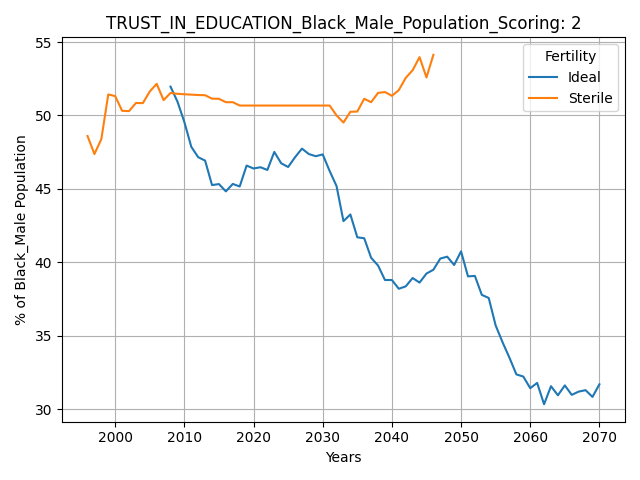 TRUST_IN_EDUCATION_Black_Male_Population_Scoring: 2
Fertility
Ideal
Sterile
% of Black_Male Population
55
50
45
40
35
30
2000 2010 2020 2030 2040 2050 2060 2070
Years